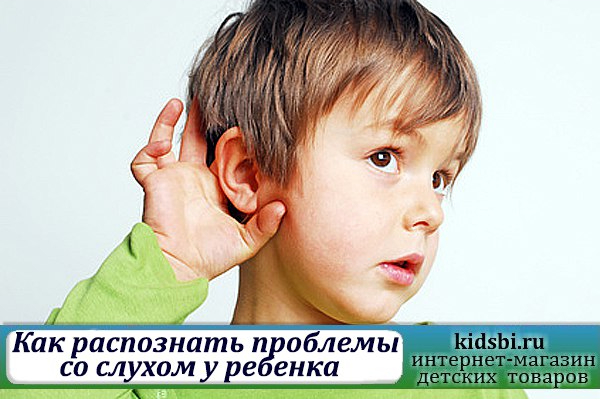 Как распознать проблемы
со слухом у ребенка
kidsbi.ru
интернет-магазин
детских товаров